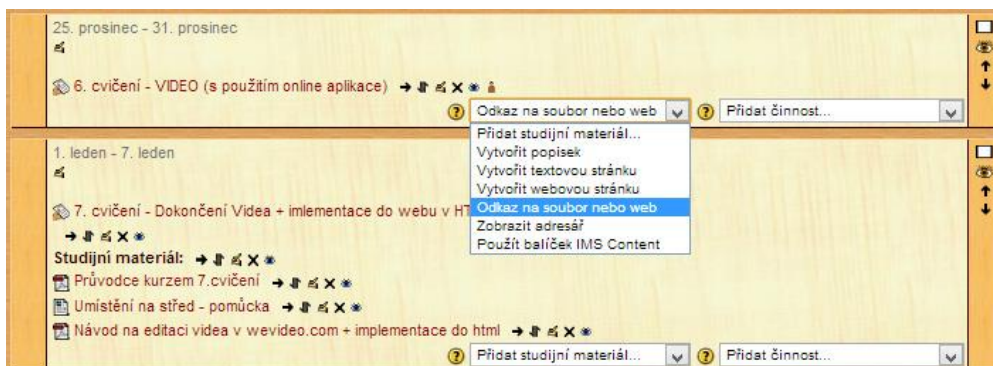 25. prosinec - 31. prosinec
6. cvičení - VIDEO (s použitím online aplikace)
Odkaz na soubor nebo web
Přidat činnost...
Přidat studijní materiál...
Vytvořit popisek
Vytvořit textovou stránku
Vytvořit webovou stránku
Odkaz na soubor nebo web
Zobrazit adresář
Použít balíček IMS Content
1. leden - 7. leden
7. cvičení - Dokončení Videa + imlementace do webu v HT
Studijní materiál:
Průvodce kurzem 7.cvičení
Umístění na střed - pomůcka
Návod na editaci videa v wevideo.com + implementace do html
Přidat studijní materiál...
Přidat činnost...